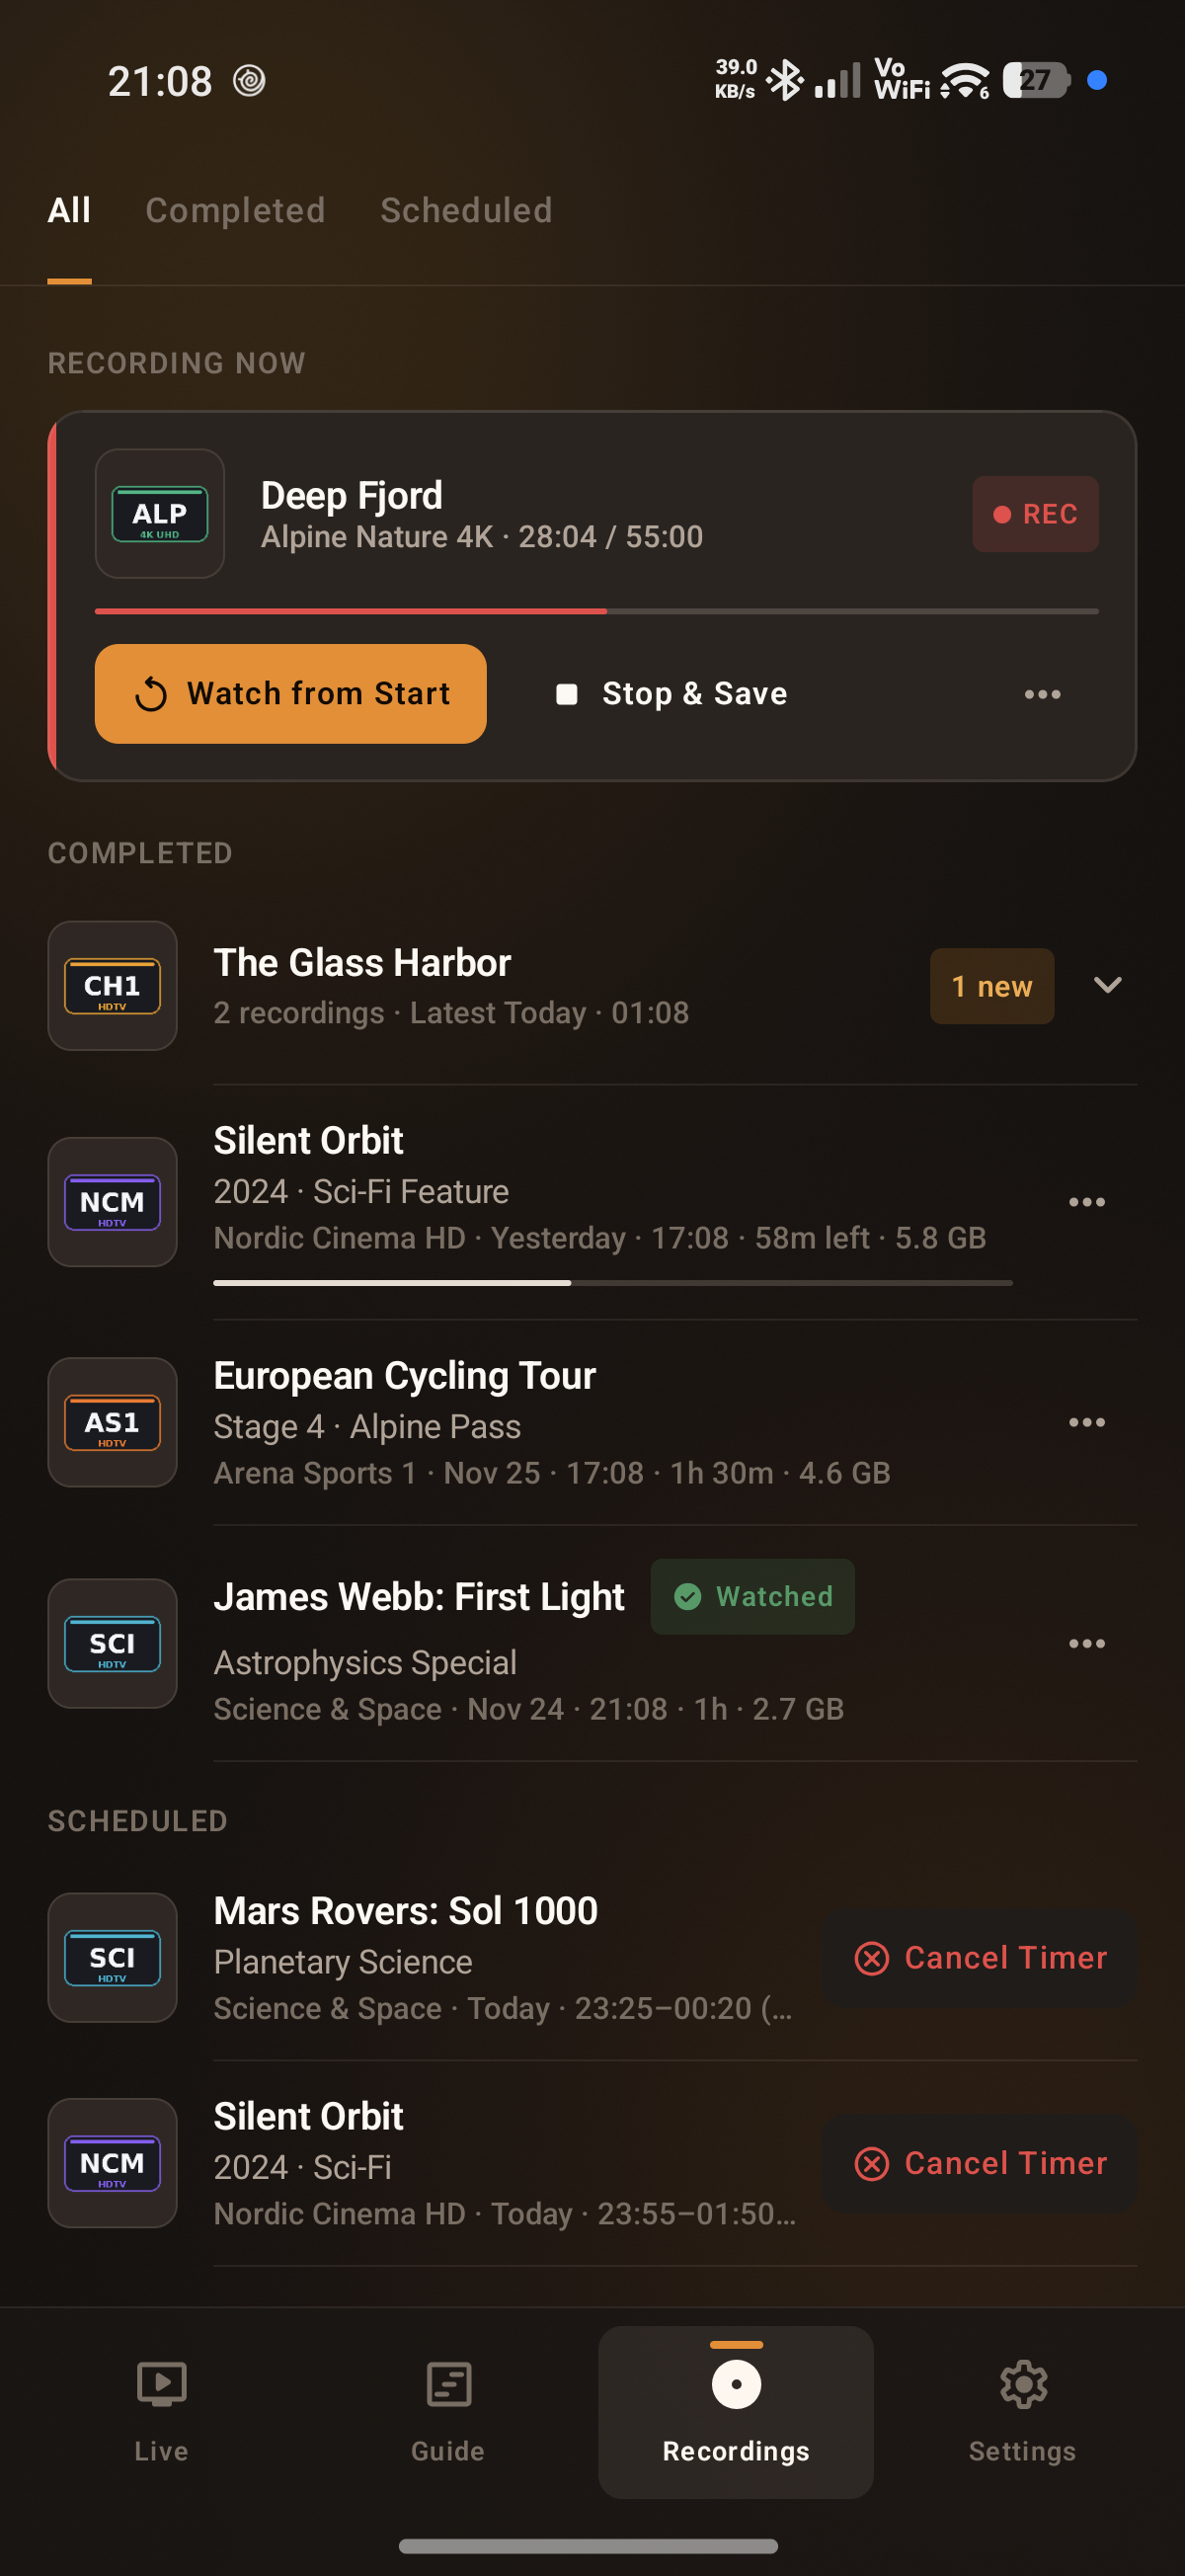 21:08
39.0 KB/s
Vo WiFi
6
27
All
Completed
Scheduled
RECORDING NOW
ALP
4K UHD
Deep Fjord
Alpine Nature 4K · 28:04 / 55:00
REC
Watch from Start
Stop & Save
COMPLETED
CH1
HDTV
The Glass Harbor
2 recordings · Latest Today · 01:08
1 new
NCM
HDTV
Silent Orbit
2024 · Sci-Fi Feature
Nordic Cinema HD · Yesterday · 17:08 · 58m left · 5.8 GB
AS1
HDTV
European Cycling Tour
Stage 4 · Alpine Pass
Arena Sports 1 · Nov 25 · 17:08 · 1h 30m · 4.6 GB
SCI
HDTV
James Webb: First Light
Watched
Astrophysics Special
Science & Space · Nov 24 · 21:08 · 1h · 2.7 GB
SCHEDULED
SCI
HDTV
Mars Rovers: Sol 1000
Planetary Science
Science & Space · Today · 23:25–00:20 (…
Cancel Timer
NCM
HDTV
Silent Orbit
2024 · Sci-Fi
Nordic Cinema HD · Today · 23:55–01:50…
Cancel Timer
Live
Guide
Recordings
Settings